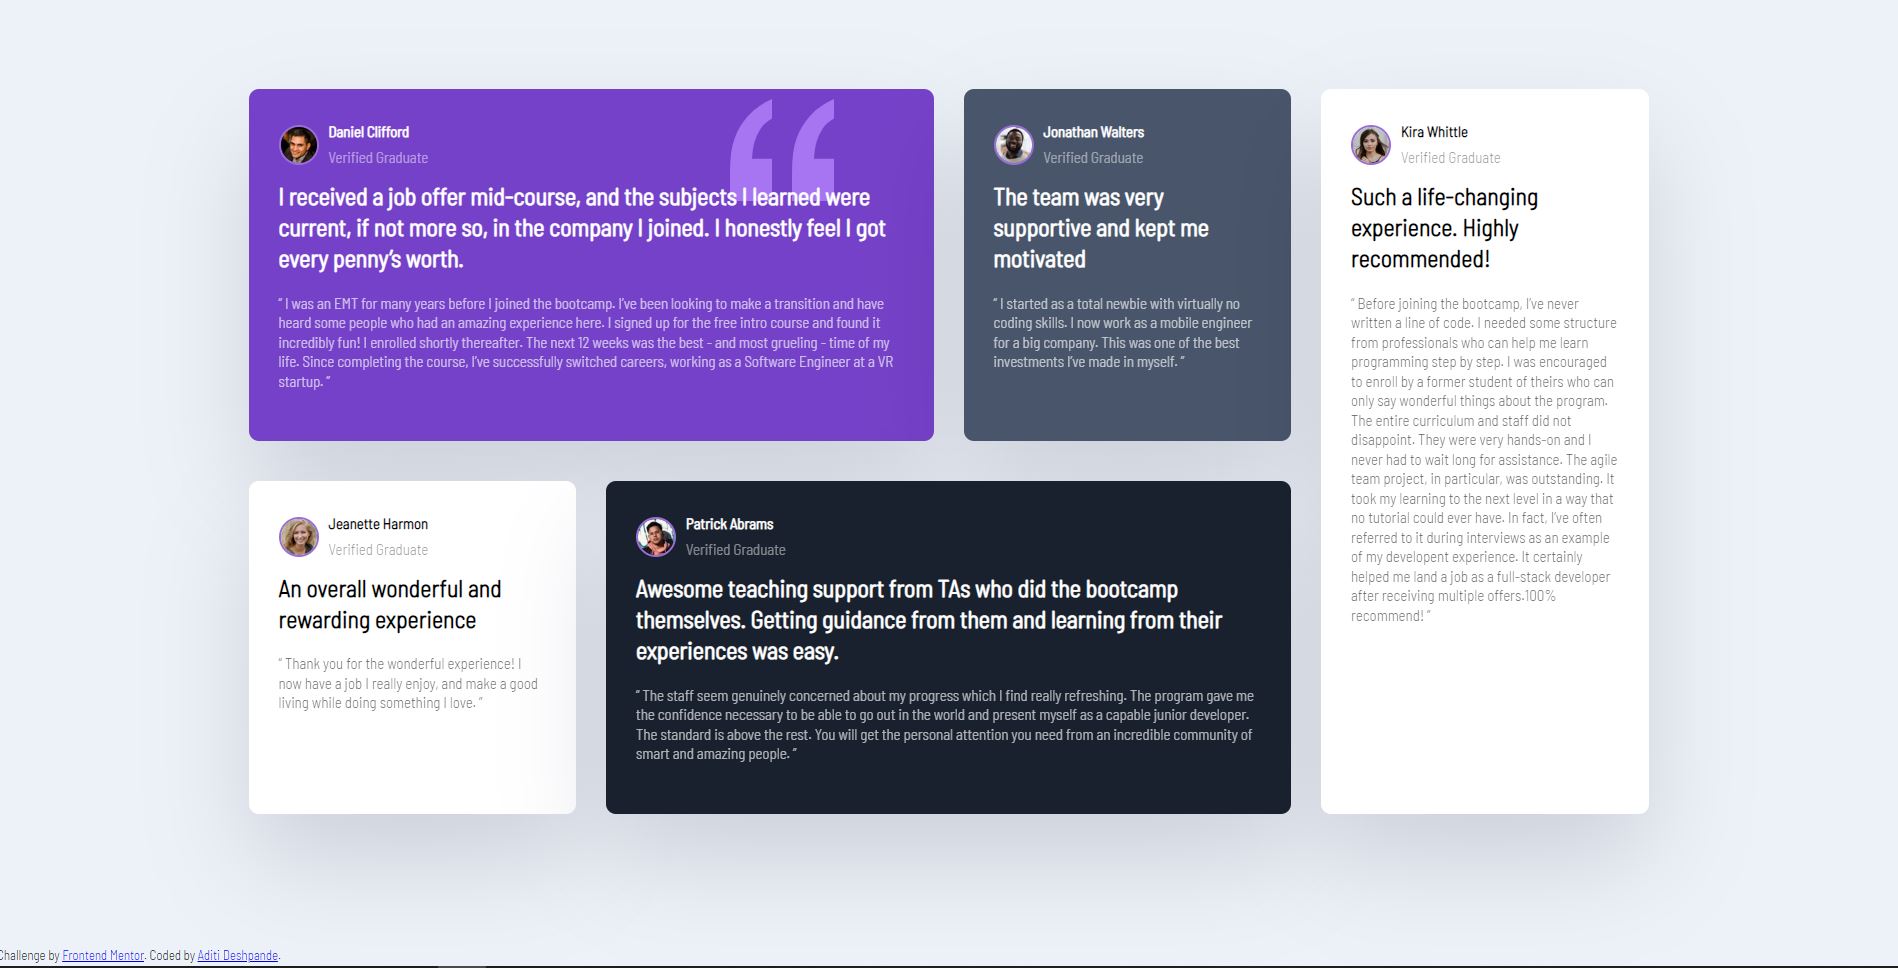 Daniel Clifford
Verified Graduate
I received a job offer mid-course, and the subjects I learned were
current, if not more so, in the company I joined. I honestly feel I got
every penny’s worth.
“ I was an EMT for many years before I joined the bootcamp. I’ve been looking to make a transition and have
heard some people who had an amazing experience here. I signed up for the free intro course and found it
incredibly fun! I enrolled shortly thereafter. The next 12 weeks was the best - and most grueling - time of my
life. Since completing the course, I’ve successfully switched careers, working as a Software Engineer at a VR
startup. ”
Jonathan Walters
Verified Graduate
The team was very
supportive and kept me
motivated
“ I started as a total newbie with virtually no
coding skills. I now work as a mobile engineer
for a big company. This was one of the best
investments I’ve made in myself. ”
Kira Whittle
Verified Graduate
Such a life-changing
experience. Highly
recommended!
“ Before joining the bootcamp, I’ve never
written a line of code. I needed some structure
from professionals who can help me learn
programming step by step. I was encouraged
to enroll by a former student of theirs who can
only say wonderful things about the program.
The entire curriculum and staff did not
disappoint. They were very hands-on and I
never had to wait long for assistance. The agile
team project, in particular, was outstanding. It
took my learning to the next level in a way that
no tutorial could ever have. In fact, I’ve often
referred to it during interviews as an example
of my developent experience. It certainly
helped me land a job as a full-stack developer
after receiving multiple offers.100%
recommend! ”
Jeanette Harmon
Verified Graduate
An overall wonderful and
rewarding experience
“ Thank you for the wonderful experience! I
now have a job I really enjoy, and make a good
living while doing something I love. ”
Patrick Abrams
Verified Graduate
Awesome teaching support from TAs who did the bootcamp
themselves. Getting guidance from them and learning from their
experiences was easy.
“ The staff seem genuinely concerned about my progress which I find really refreshing. The program gave me
the confidence necessary to be able to go out in the world and present myself as a capable junior developer.
The standard is above the rest. You will get the personal attention you need from an incredible community of
smart and amazing people. ”
Challenge by Frontend Mentor. Coded by Aditi Deshpande.